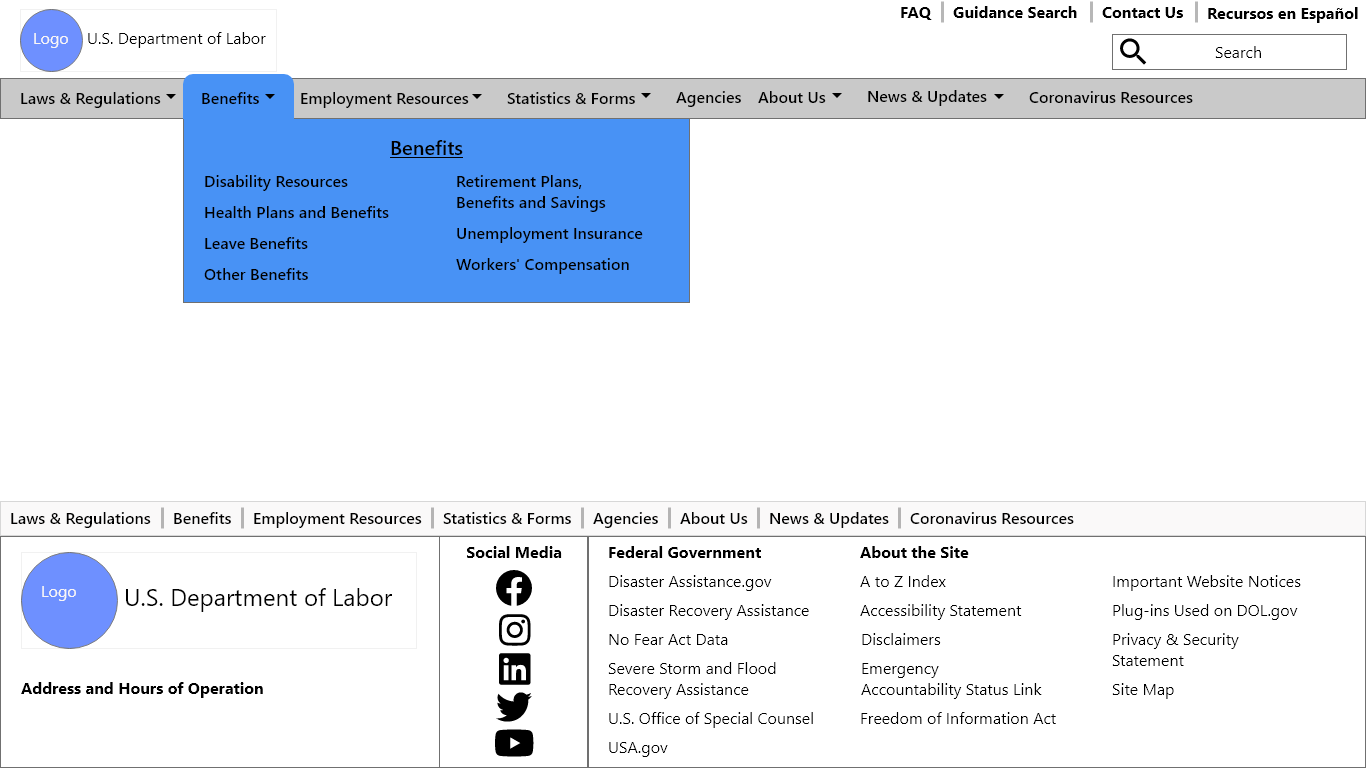 FAQ
Guidance Search
Contact Us
Recursos en Español
Logo
U.S. Department of Labor
Search
Laws & Regulations
Benefits
Employment Resources
Statistics & Forms
Agencies
About Us
News & Updates
Coronavirus Resources
Benefits
Disability Resources
Health Plans and Benefits
Leave Benefits
Other Benefits
Retirement Plans,
Benefits and Savings
Unemployment Insurance
Workers' Compensation
Laws & Regulations
Benefits
Employment Resources
Statistics & Forms
Agencies
About Us
News & Updates
Coronavirus Resources
Logo
U.S. Department of Labor
Address and Hours of Operation
Social Media
Federal Government
Disaster Assistance.gov
Disaster Recovery Assistance
No Fear Act Data
Severe Storm and Flood
Recovery Assistance
U.S. Office of Special Counsel
USA.gov
About the Site
A to Z Index
Accessibility Statement
Disclaimers
Emergency
Accountability Status Link
Freedom of Information Act
Important Website Notices
Plug-ins Used on DOL.gov
Privacy & Security
Statement
Site Map